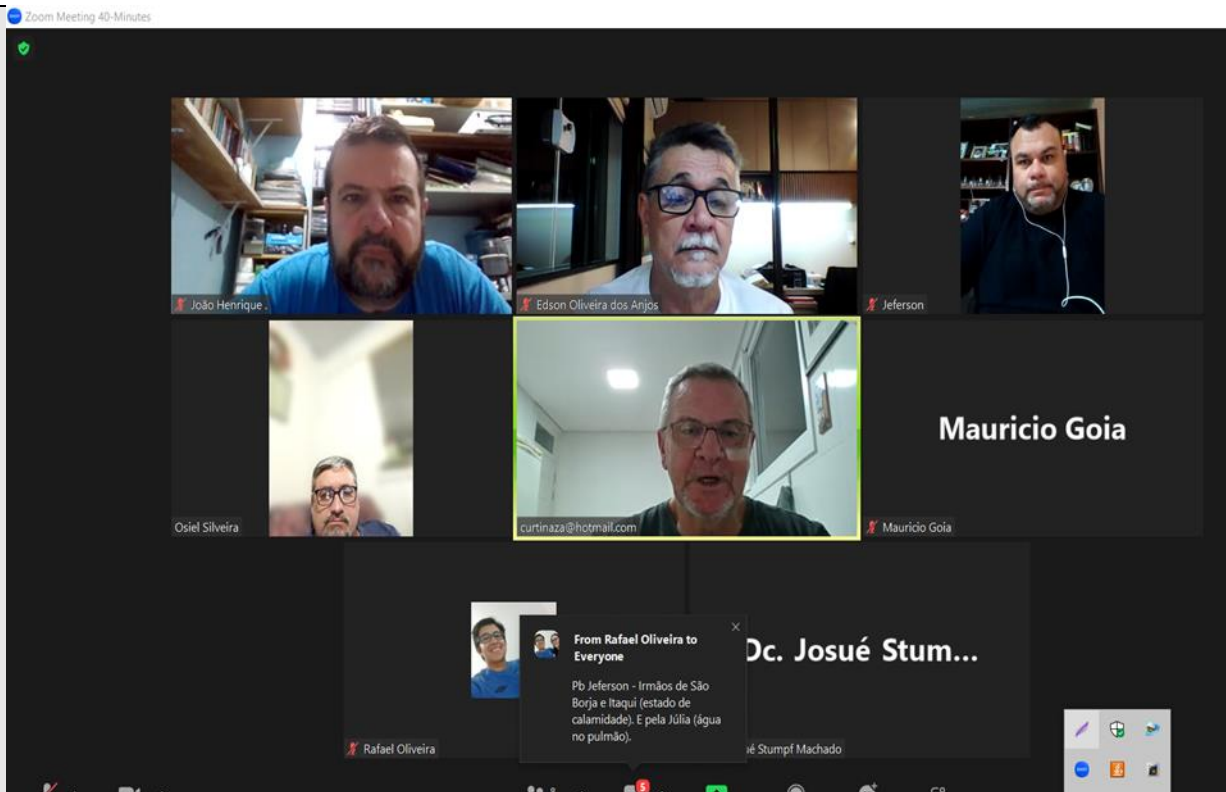 Zoom Meeting 40-Minutes
João Henrique .
Edson Oliveira dos Anjos
Jeferson
Osiel Silveira
curtinaza@hotmail.com
Mauricio Goia
Mauricio Goia
From Rafael Oliveira to
Everyone
Pb Jeferson - Irmãos de São
Borja e Itaqui (estado de
calamidade). E pela Júlia (água
no pulmão).
Dc. Josué Stum...
Rafael Oliveira
é Stumpf Machado
5